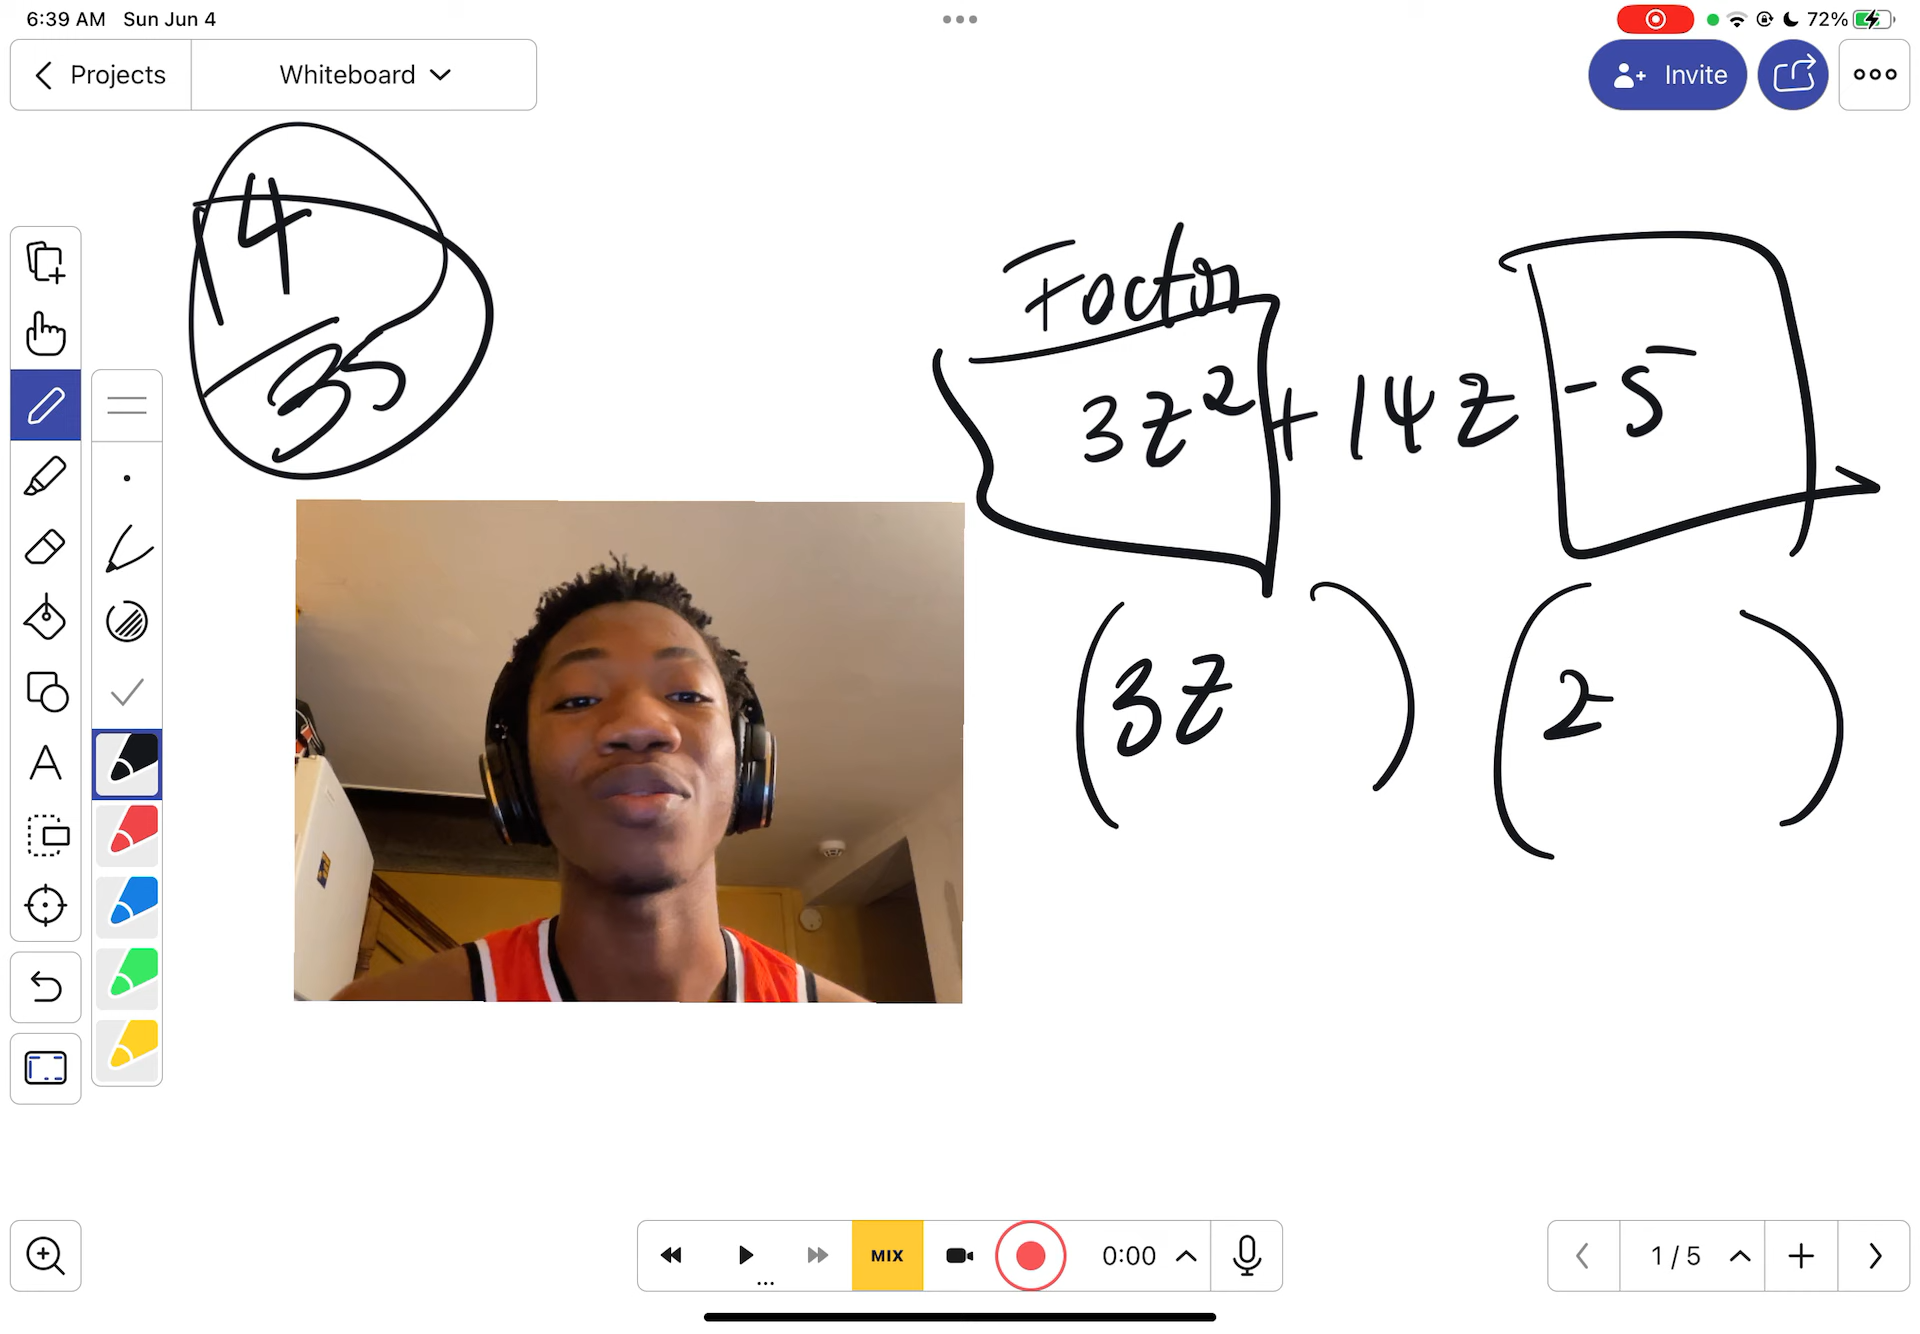 6:39 AM Sun Jun 4
72%
Projects
Whiteboard
Invite
14
35
Factor
3z² + 14z - 5
(3z ) (z )
A
MIX
0:00
1 / 5